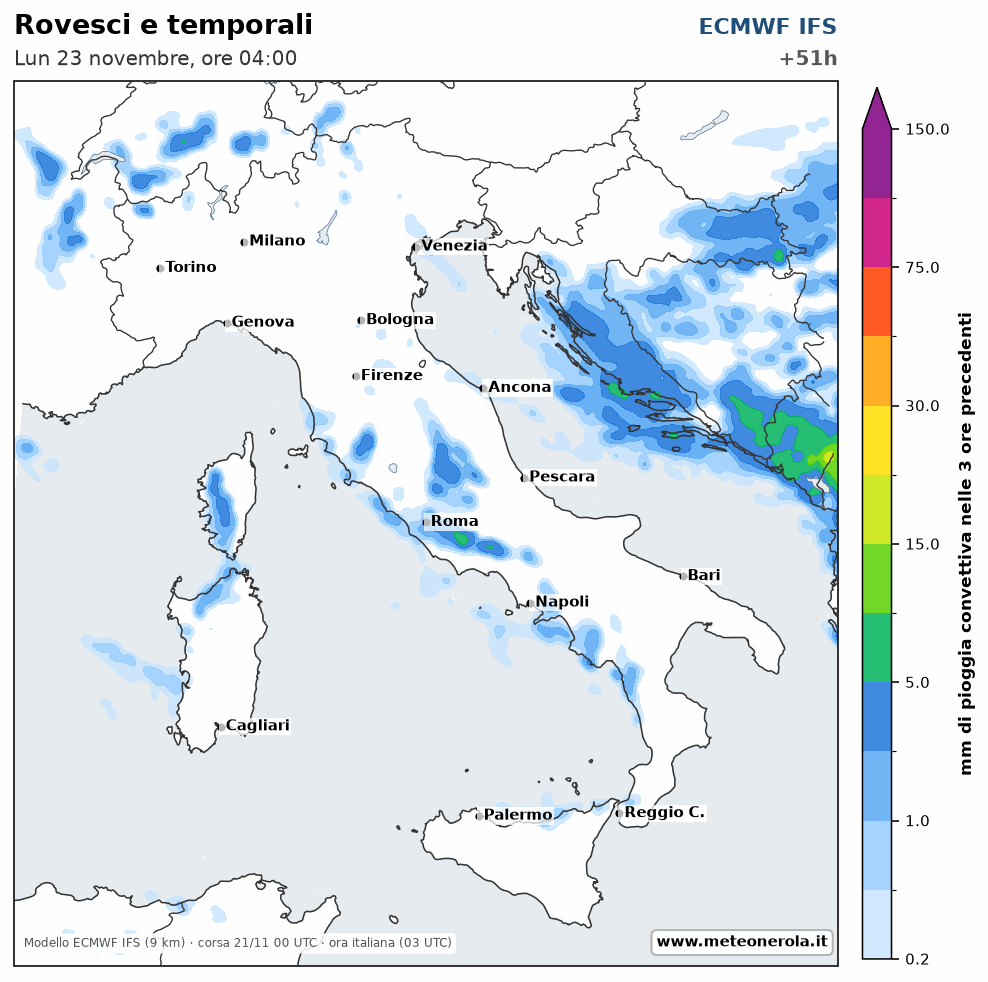 Rovesci e temporali
ECMWF IFS
Lun 23 novembre, ore 04:00
+51h
150.0
75.0
30.0
15.0
5.0
1.0
0.2
mm di pioggia convettiva nelle 3 ore precedenti
Milano
Venezia
Torino
Genova
Bologna
Firenze
Ancona
Pescara
Roma
Bari
Napoli
Cagliari
Palermo
Reggio C.
Modello ECMWF IFS (9 km) · corsa 21/11 00 UTC · ora italiana (03 UTC)
www.meteonerola.it